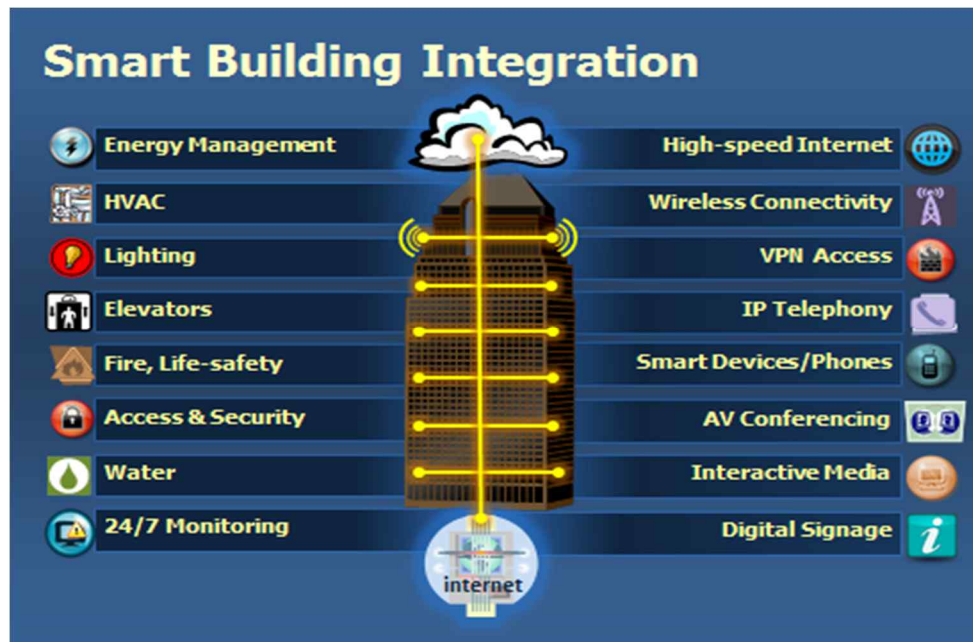 Smart Building Integration
Energy Management
High-speed Internet
HVAC
Wireless Connectivity
Lighting
VPN Access
Elevators
IP Telephony
Fire, Life-safety
Smart Devices/Phones
Access & Security
AV Conferencing
Water
Interactive Media
24/7 Monitoring
Digital Signage
internet